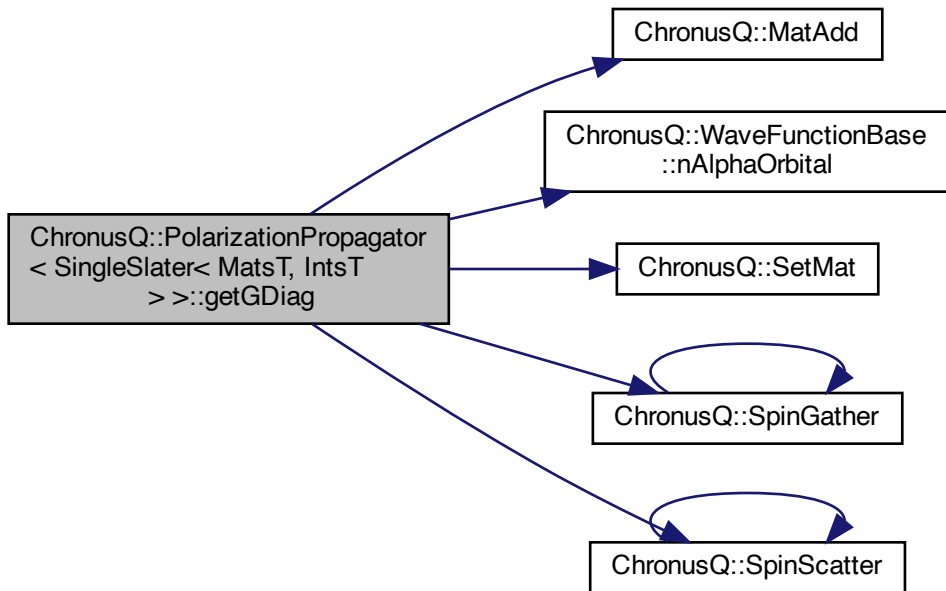 ChronusQ::MatAdd
ChronusQ::WaveFunctionBase
::nAlphaOrbital
ChronusQ::PolarizationPropagator
< SingleSlater< MatsT, IntsT
> >::getGDiag
ChronusQ::SetMat
ChronusQ::SpinGather
ChronusQ::SpinScatter